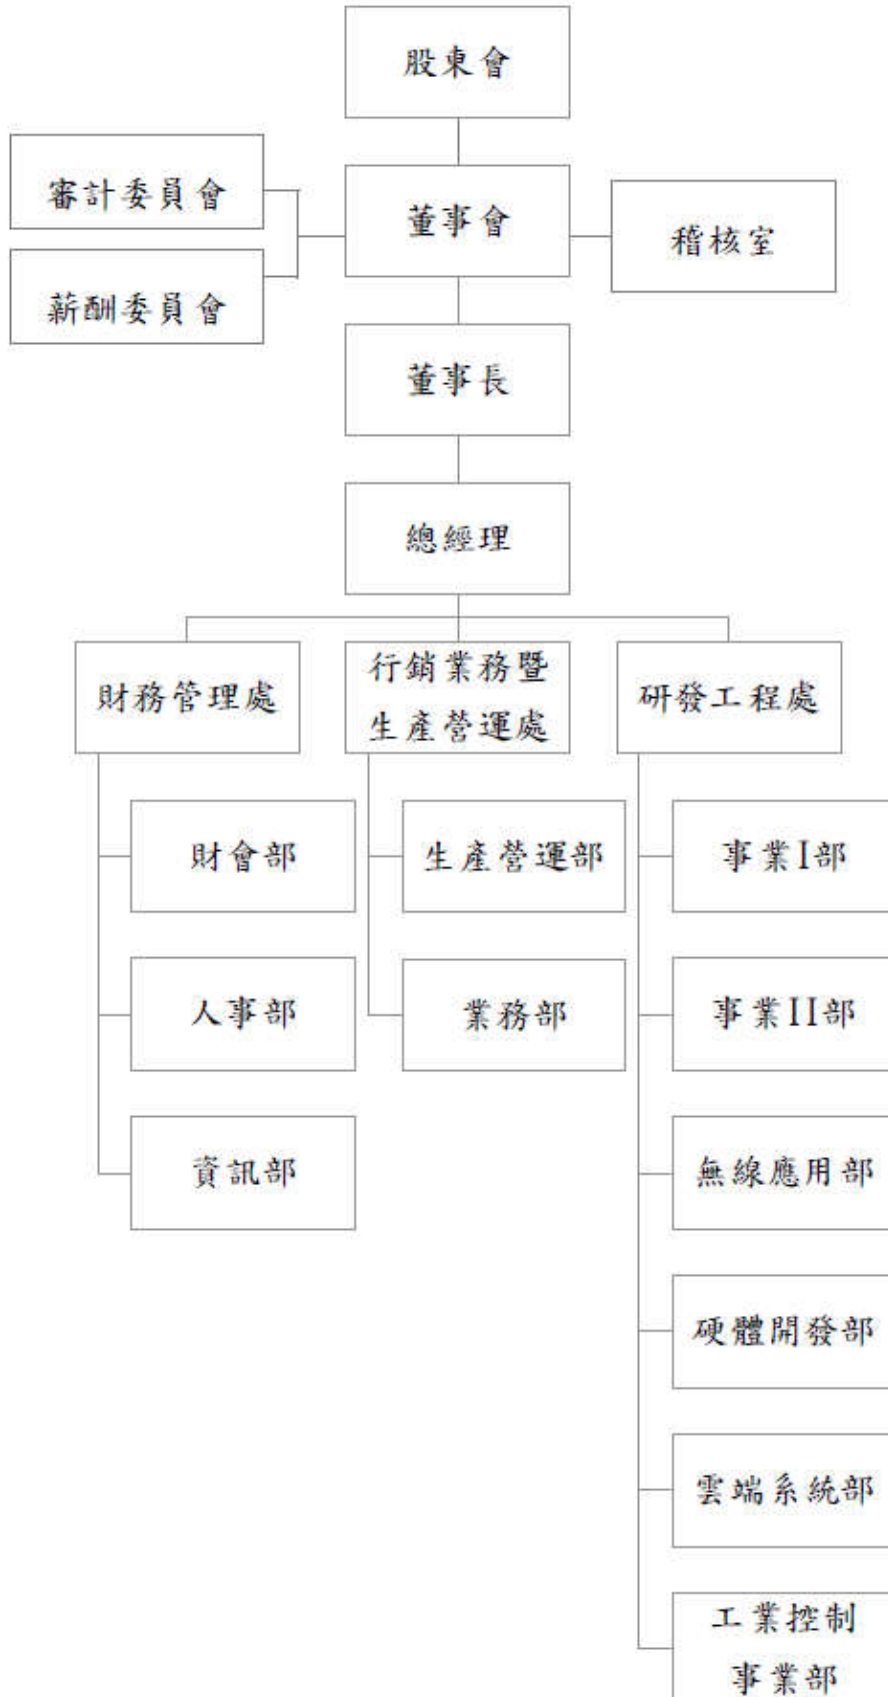 股東會
審計委員會
董事會
稽核室
薪酬委員會
董事長
總經理
財務管理處
行銷業務暨
生產營運處
研發工程處
財會部
生產營運部
事業I部
人事部
業務部
事業II部
資訊部
無線應用部
硬體開發部
雲端系統部
工業控制
事業部